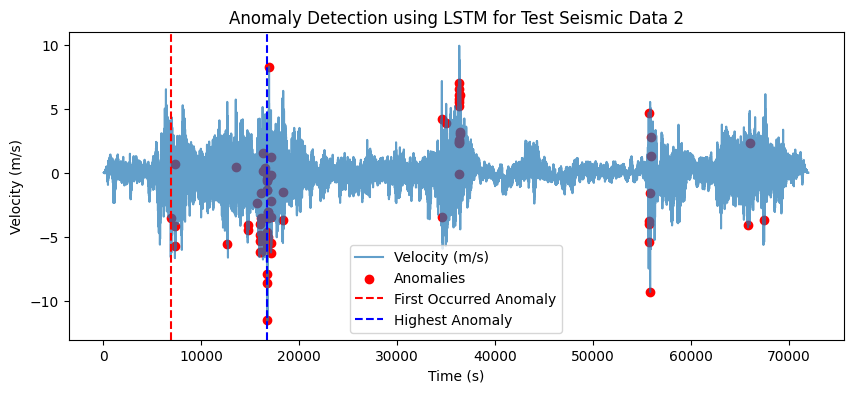 Anomaly Detection using LSTM for Test Seismic Data 2
Velocity (m/s)
10
5
0
−5
−10
Velocity (m/s)
Anomalies
First Occurred Anomaly
Highest Anomaly
0 10000 20000 30000 40000 50000 60000 70000
Time (s)